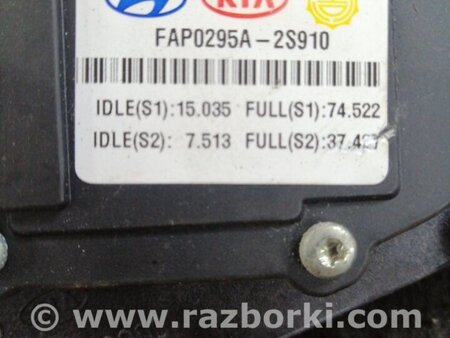 KIA
FAP0295A-2S910
IDLE(S1):15.035 FULL(S1):74.522
IDLE(S2): 7.513 FULL(S2):
© www.razborki.com